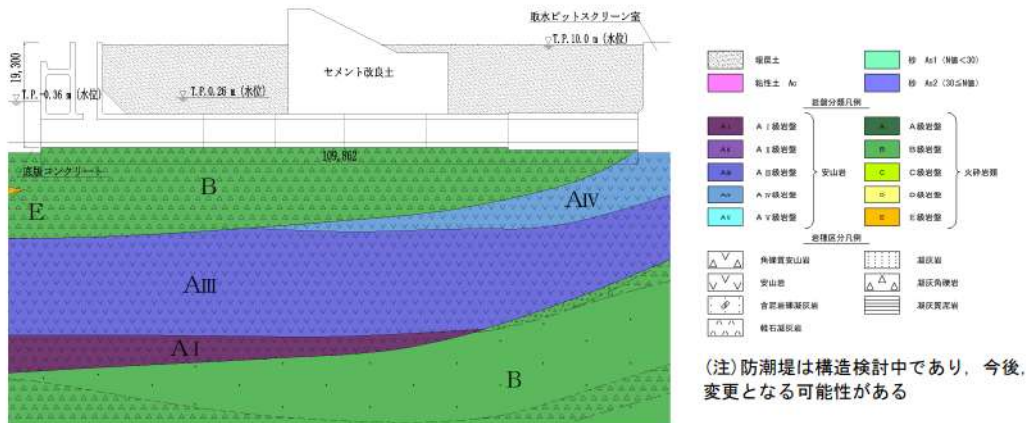 取水ピットスクリーン室
T.P.10.0 m (水位)
19,300
セメント改良土
T.P.-0.36 m (水位)
T.P.0.26 m (水位)
109,862
底版コンクリート
B
E
AIV
AIII
AI
B
埋戻土
砂 As1 (N値<30)
粘性土 Ac
砂 As2 (30≦N値)
岩盤分類凡例
AⅠ AⅠ級岩盤
A A級岩盤
AⅡ AⅡ級岩盤
B B級岩盤
AⅢ AⅢ級岩盤
安山岩
C C級岩盤
火砕岩類
AⅣ AⅣ級岩盤
D D級岩盤
AⅤ AⅤ級岩盤
E E級岩盤
岩種区分凡例
角礫質安山岩
凝灰岩
安山岩
凝灰角礫岩
含泥岩礫凝灰岩
凝灰質泥岩
軽石凝灰岩
(注)防潮堤は構造検討中であり，今後，
変更となる可能性がある